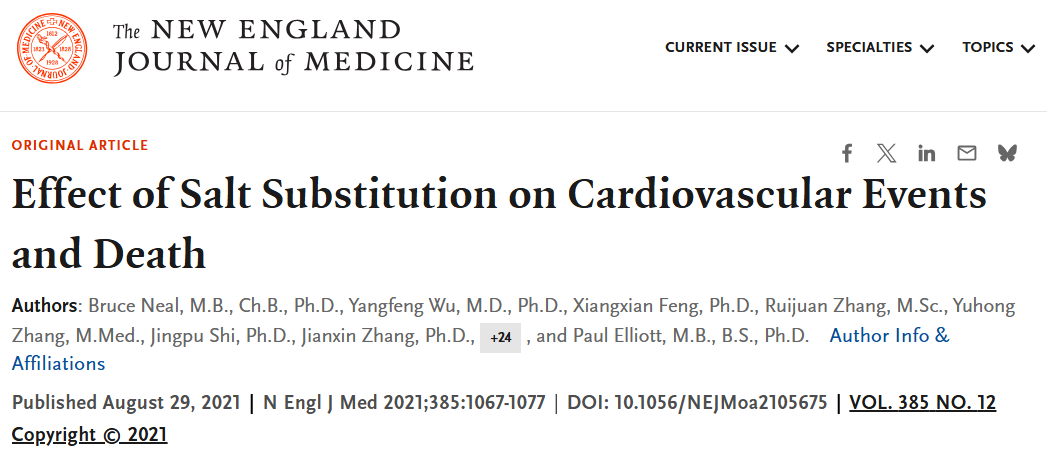 The NEW ENGLAND
JOURNAL of MEDICINE
CURRENT ISSUE
SPECIALTIES
TOPICS
ORIGINAL ARTICLE
Effect of Salt Substitution on Cardiovascular Events
and Death
Authors: Bruce Neal, M.B., Ch.B., Ph.D., Yangfeng Wu, M.D., Ph.D., Xiangxian Feng, Ph.D., Ruijuan Zhang, M.Sc., Yuhong
Zhang, M.Med., Jingpu Shi, Ph.D., Jianxin Zhang, Ph.D., +24 , and Paul Elliott, M.B., B.S., Ph.D. Author Info &
Affiliations
Published August 29, 2021 | N Engl J Med 2021;385:1067-1077 | DOI: 10.1056/NEJMoa2105675 | VOL. 385 NO. 12
Copyright © 2021